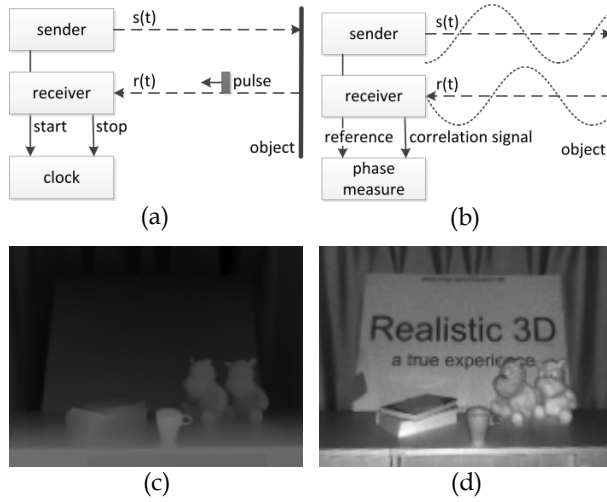 sender
s(t)
receiver
r(t)
pulse
start
stop
object
clock
(a)
sender
s(t)
receiver
r(t)
reference
correlation signal
object
phase
measure
(b)
Realistic 3D
a true experience
(c)
(d)